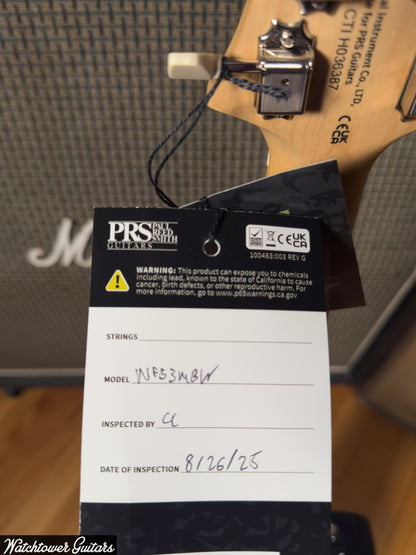 al Instrument Co., LTD.
e for PRS Guitars
CTI H036387
CE UK
CA
M
PRS PAUL
REED
SMITH
GUITARS
CE UK
CA
100483:003 REV G
WARNING: This product can expose you to chemicals
including lead, known to the state of California to cause
cancer, birth defects, or other reproductive harm. For
more information, go to www.p65warnings.ca.gov
STRINGS
MODEL NF53MBW
INSPECTED BY CC
DATE OF INSPECTION 8/26/25
Watchtower Guitars